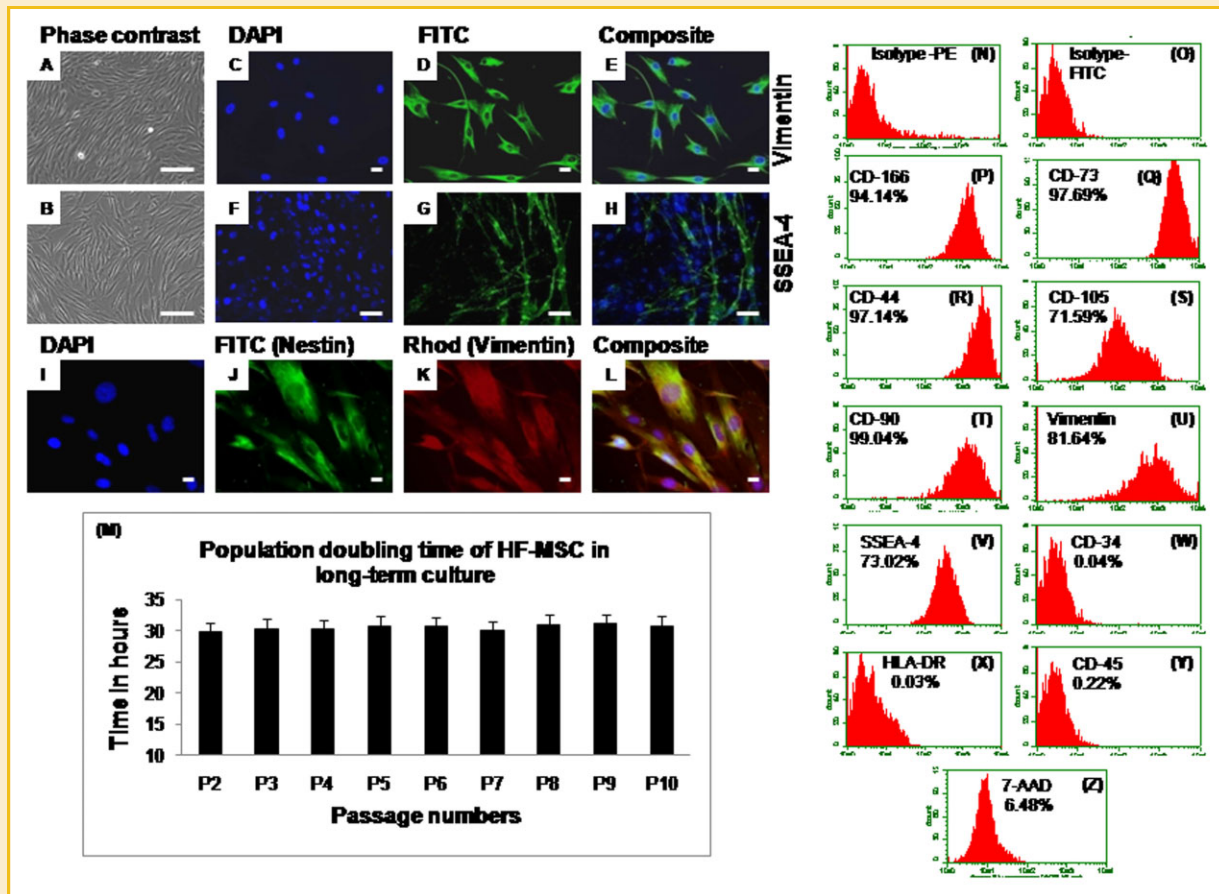 Phase contrast DAPI FITC Composite
A C D E
Vimentin
B F G H
SSEA-4
DAPI FITC (Nestin) Rhod (Vimentin) Composite
I J K L
(M)
Population doubling time of HF-MSC in
long-term culture
Time in hours
35
30
25
20
15
10
P2 P3 P4 P5 P6 P7 P8 P9 P10
Passage numbers
Isotype -PE (N)
Isotype-
FITC
(O)
CD-166 (P)
94.14%
CD-73 (Q)
97.69%
CD-44 (R)
97.14%
CD-105 (S)
71.59%
CD-90 (T)
99.04%
Vimentin (U)
81.64%
SSEA-4 (V)
73.02%
CD-34 (W)
0.04%
HLA-DR (X)
0.03%
CD-45 (Y)
0.22%
7-AAD (Z)
6.48%